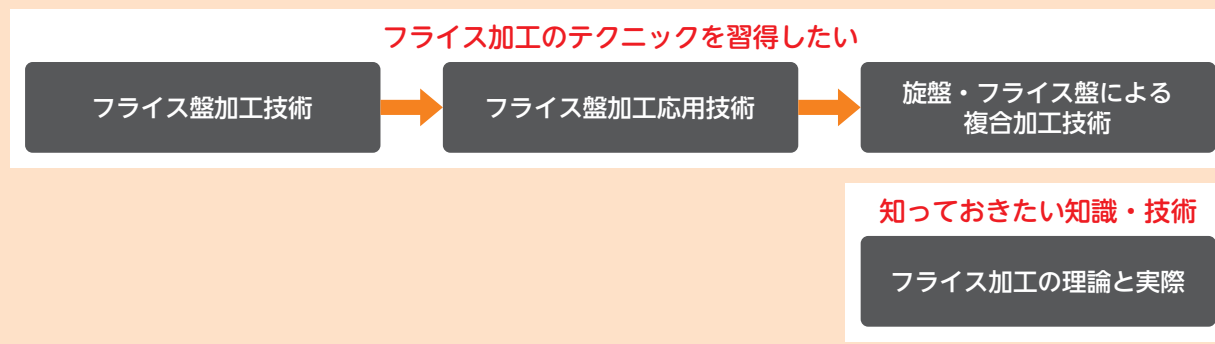 フライス加工のテクニックを習得したい
フライス盤加工技術
フライス盤加工応用技術
旋盤・フライス盤による
複合加工技術
知っておきたい知識・技術
フライス加工の理論と実際